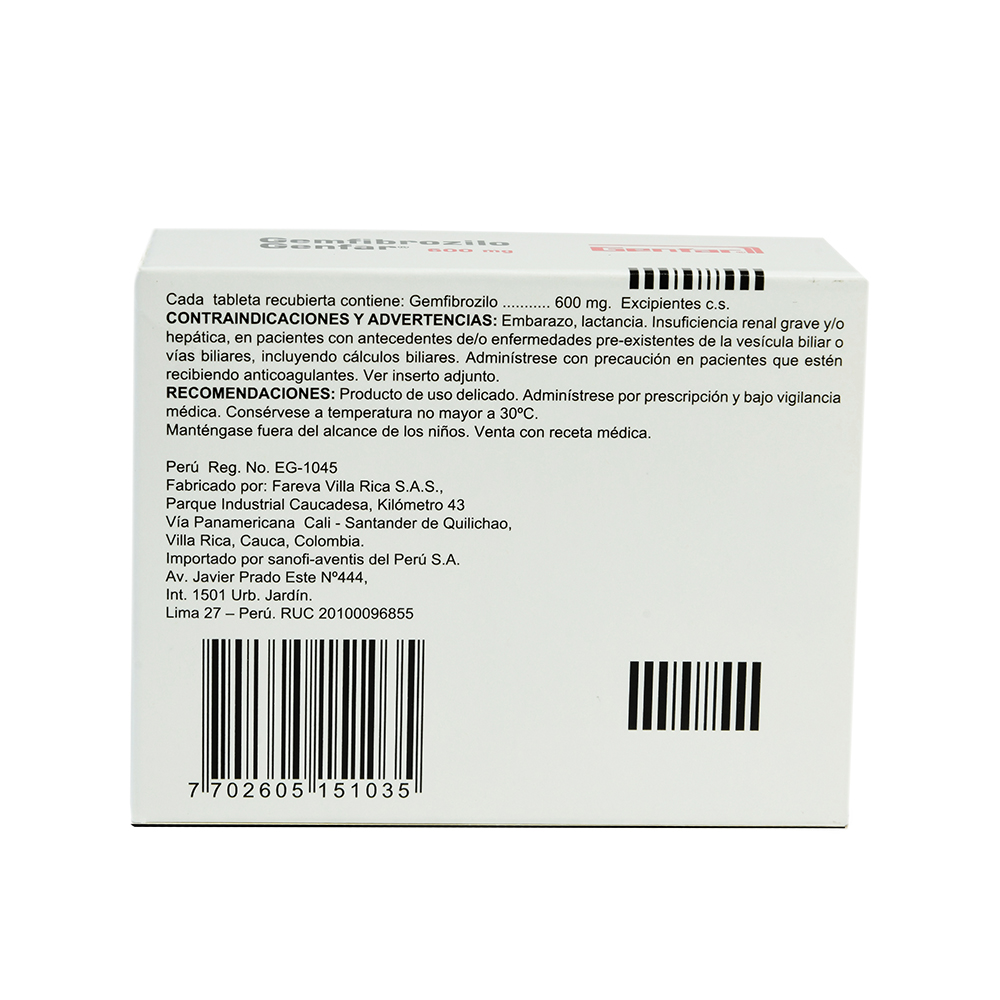 Gemfibrozilo
Genfar®
600 mg
Genfar
Cada tableta recubierta contiene: Gemfibrozilo ........... 600 mg. Excipientes c.s.
CONTRAINDICACIONES Y ADVERTENCIAS: Embarazo, lactancia. Insuficiencia renal grave y/o
hepática, en pacientes con antecedentes de/o enfermedades pre-existentes de la vesícula biliar o
vías biliares, incluyendo cálculos biliares. Adminístrese con precaución en pacientes que estén
recibiendo anticoagulantes. Ver inserto adjunto.
RECOMENDACIONES: Producto de uso delicado. Adminístrese por prescripción y bajo vigilancia
médica. Consérvese a temperatura no mayor a 30ºC.
Manténgase fuera del alcance de los niños. Venta con receta médica.
Perú Reg. No. EG-1045
Fabricado por: Fareva Villa Rica S.A.S.,
Parque Industrial Caucadesa, Kilómetro 43
Vía Panamericana Cali - Santander de Quilichao,
Villa Rica, Cauca, Colombia.
Importado por sanofi-aventis del Perú S.A.
Av. Javier Prado Este Nº444,
Int. 1501 Urb. Jardín.
Lima 27 – Perú. RUC 20100096855
7 702605 151035